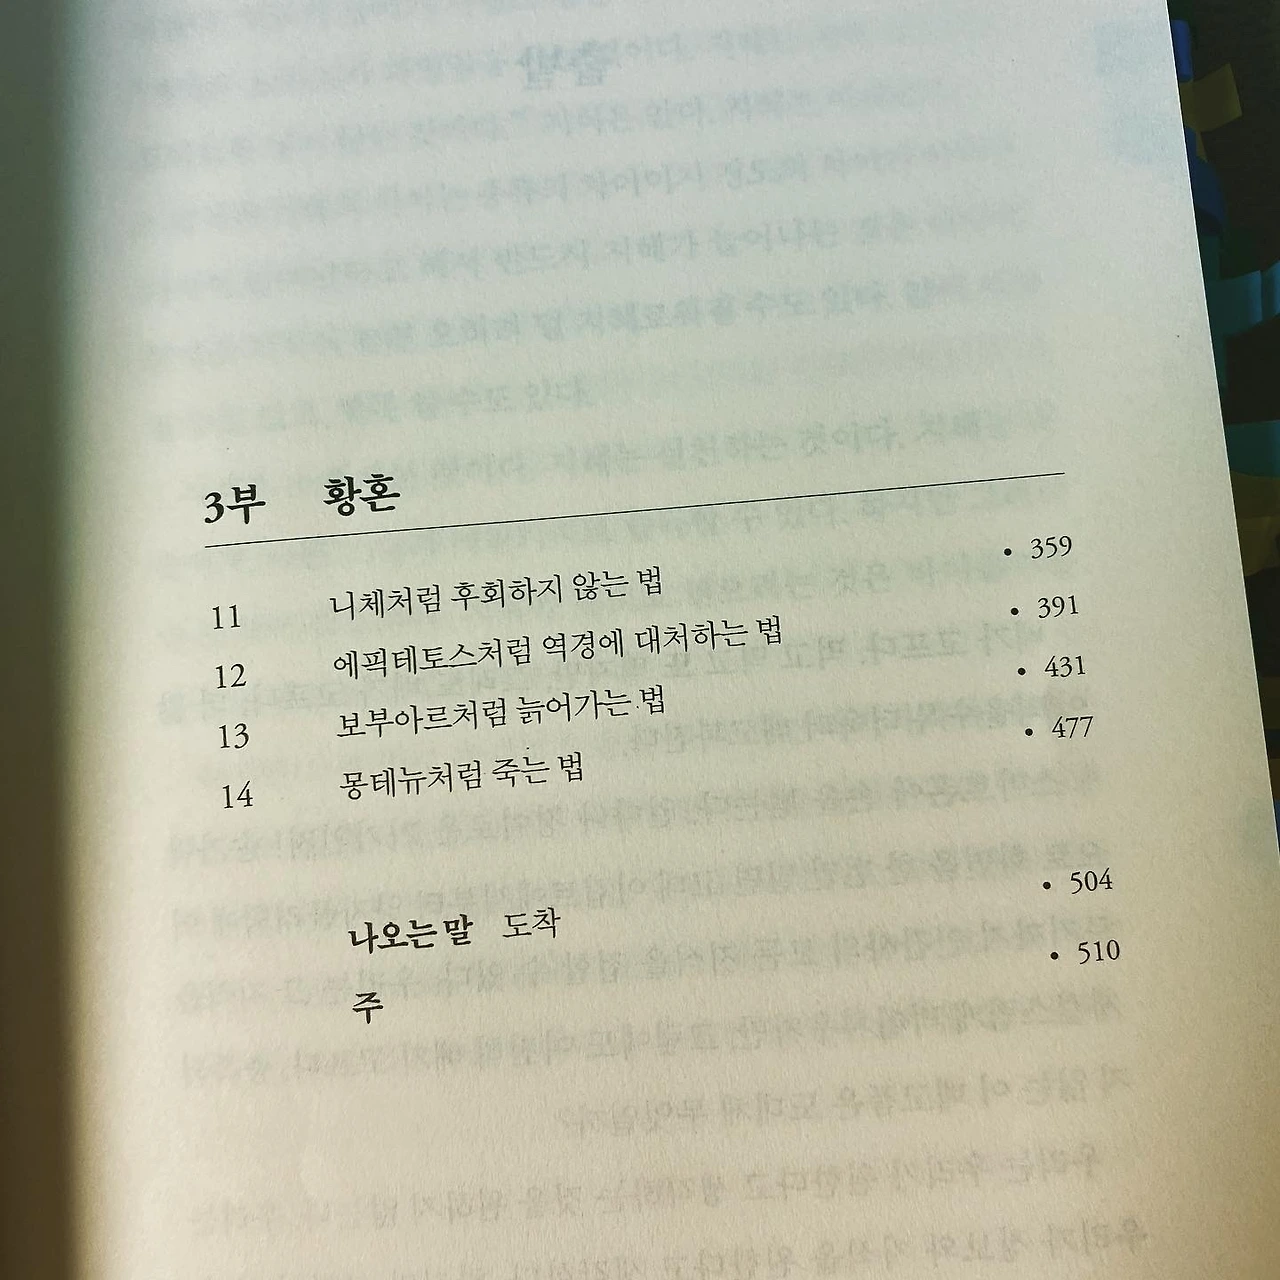 3부 황혼
11 니체처럼 후회하지 않는 법 • 359
12 에픽테토스처럼 역경에 대처하는 법 • 391
13 보부아르처럼 늙어가는 법 • 431
14 몽테뉴처럼 죽는 법 • 477
나오는 말 도착 • 504
주 • 510